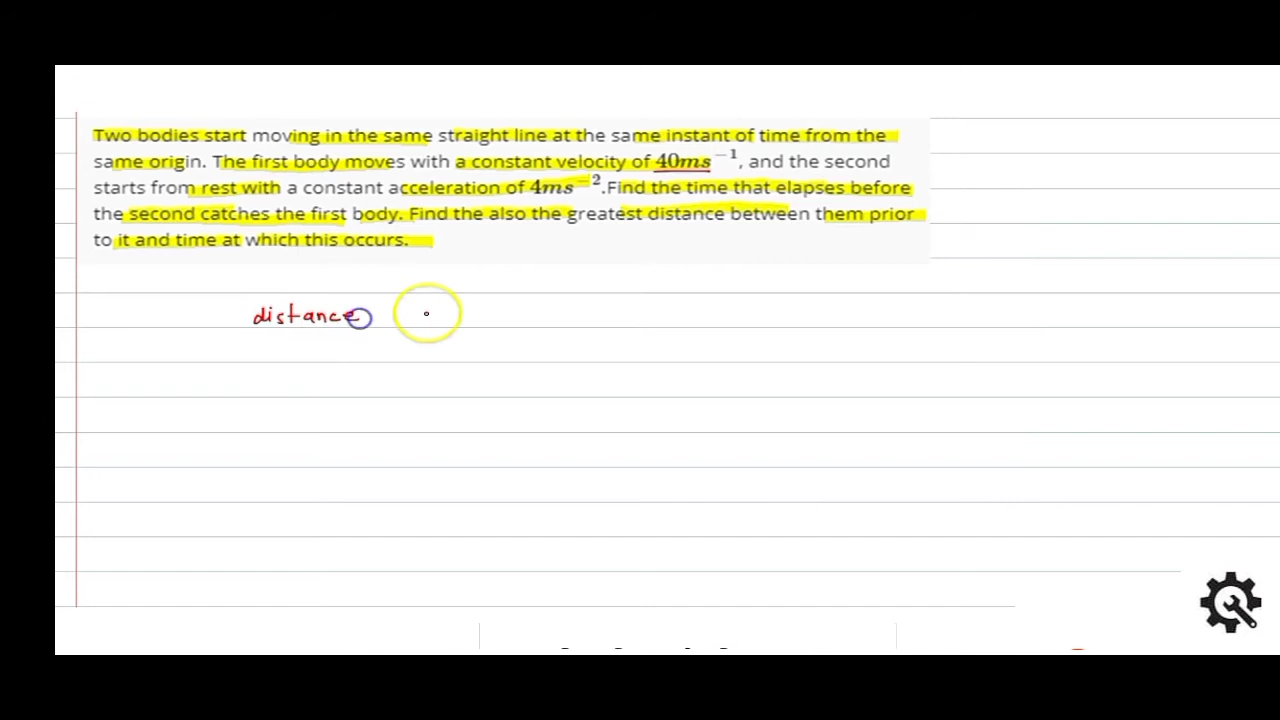 Two bodies start moving in the same straight line at the same instant of time from the
same origin. The first body moves with a constant velocity of 40ms⁻¹, and the second
starts from rest with a constant acceleration of 4ms⁻².Find the time that elapses before
the second catches the first body. Find the also the greatest distance between them prior
to it and time at which this occurs.
distance